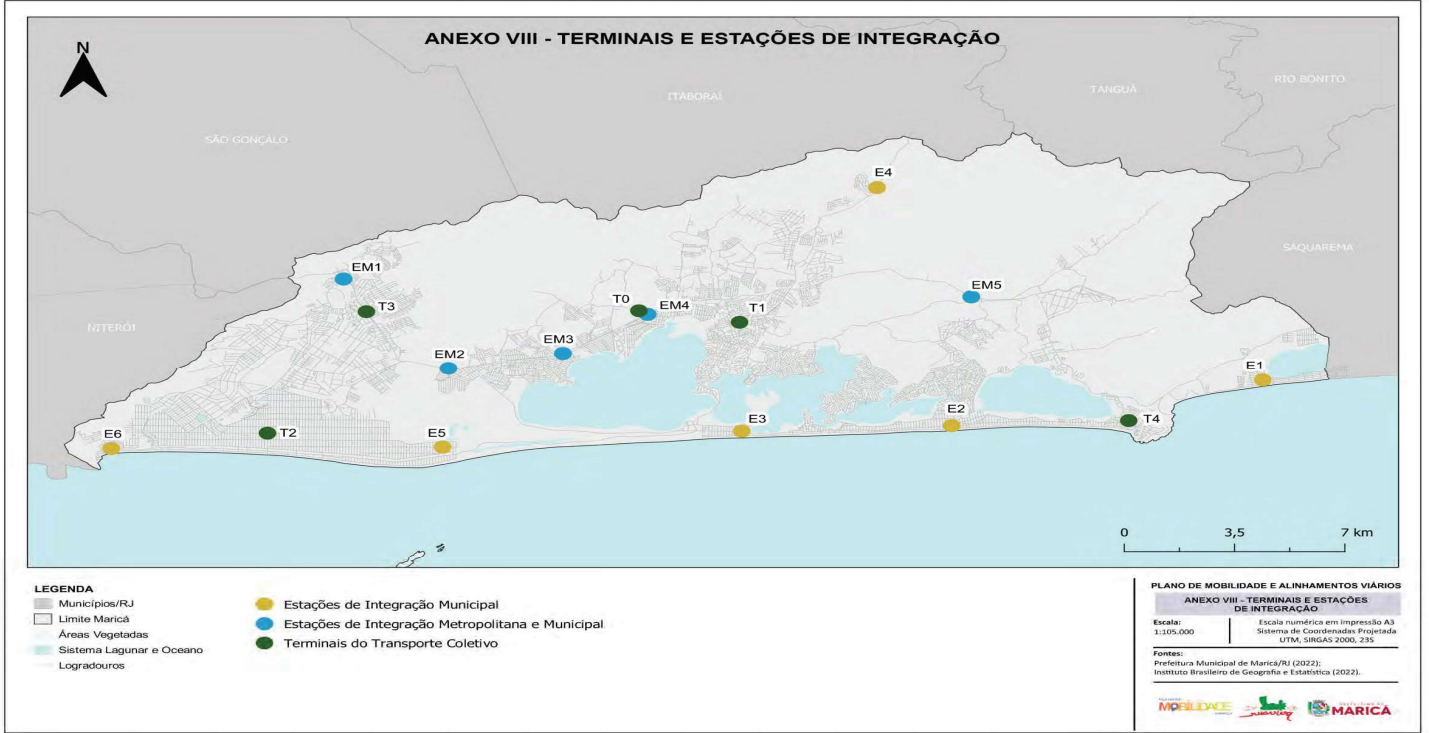 ANEXO VIII - TERMINAIS E ESTAÇÕES DE INTEGRAÇÃO
N
RIO BONITO
TANGUÁ
ITABORAÍ
SÃO GONÇALO
E4
SAQUAREMA
EM1
EM5
T3
T0
EM4
T1
NITERÓI
EM3
EM2
E1
E2
E3
T4
E6
T2
E5
0 3,5 7 km
LEGENDA
Municípios/RJ
Limite Maricá
Áreas Vegetadas
Sistema Lagunar e Oceano
Logradouros
Estações de Integração Municipal
Estações de Integração Metropolitana e Municipal
Terminais do Transporte Coletivo
PLANO DE MOBILIDADE E ALINHAMENTOS VIÁRIOS
ANEXO VIII - TERMINAIS E ESTAÇÕES
DE INTEGRAÇÃO
Escala:
1:105.000
Escala numérica em impressão A3
Sistema de Coordenadas Projetada
UTM, SIRGAS 2000, 23S
Fontes:
Prefeitura Municipal de Maricá/RJ (2022);
Instituto Brasileiro de Geografia e Estatística (2022).
MOBILIDADE
MARICÁ